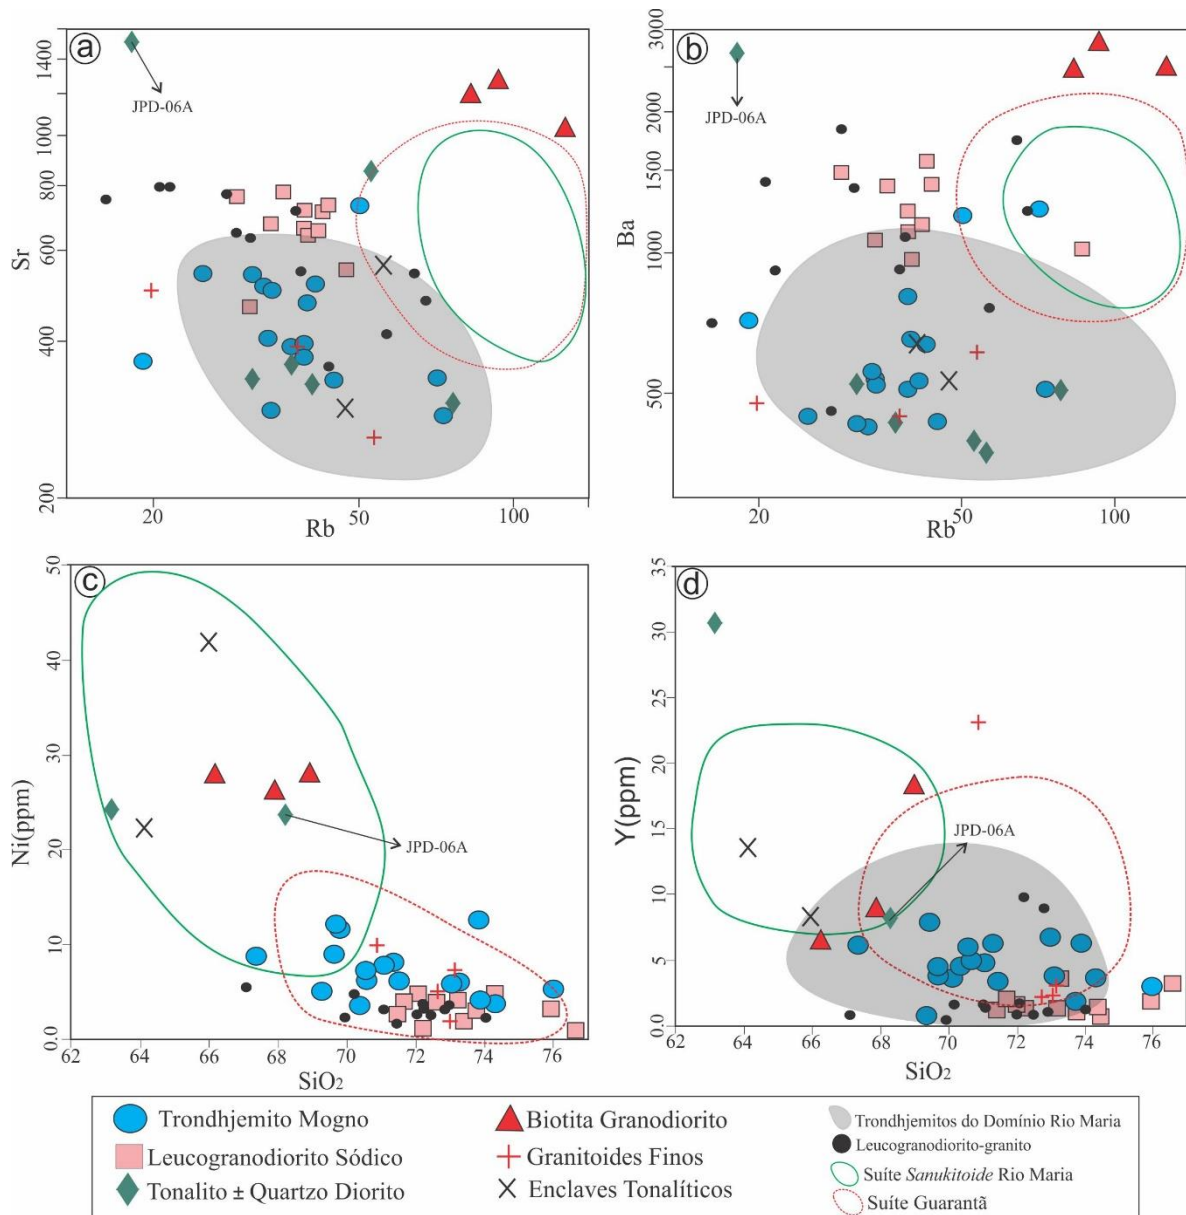 a
1400
1000
800
600
400
200
Sr
JPD-06A
20
50
100
Rb
b
3000
2000
1500
1000
500
Ba
JPD-06A
20
50
100
Rb
c
50
40
30
20
10
0.0
Ni(ppm)
JPD-06A
62
64
66
68
70
72
74
76
SiO2
d
35
30
25
20
15
10
5
0.0
Y(ppm)
JPD-06A
62
64
66
68
70
72
74
76
SiO2
Trondhjemito Mogno
Leucogranodiorito Sódico
Tonalito ± Quartzo Diorito
Biotita Granodiorito
Granitoides Finos
Enclaves Tonalíticos
Trondhjemitos do Domínio Rio Maria
Leucogranodiorito-granito
Suíte Sanukitoide Rio Maria
Suíte Guarantã